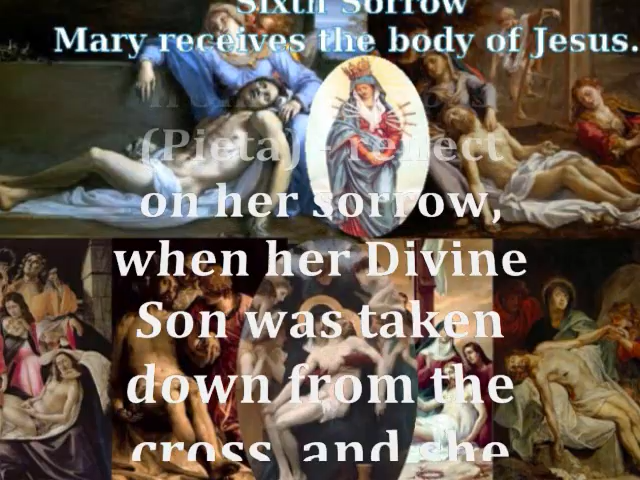 Sixth Sorrow
Mary receives the body of Jesus.
from
(Pieta) - reflect
on her sorrow,
when her Divine
Son was taken
down from the
cross, and she